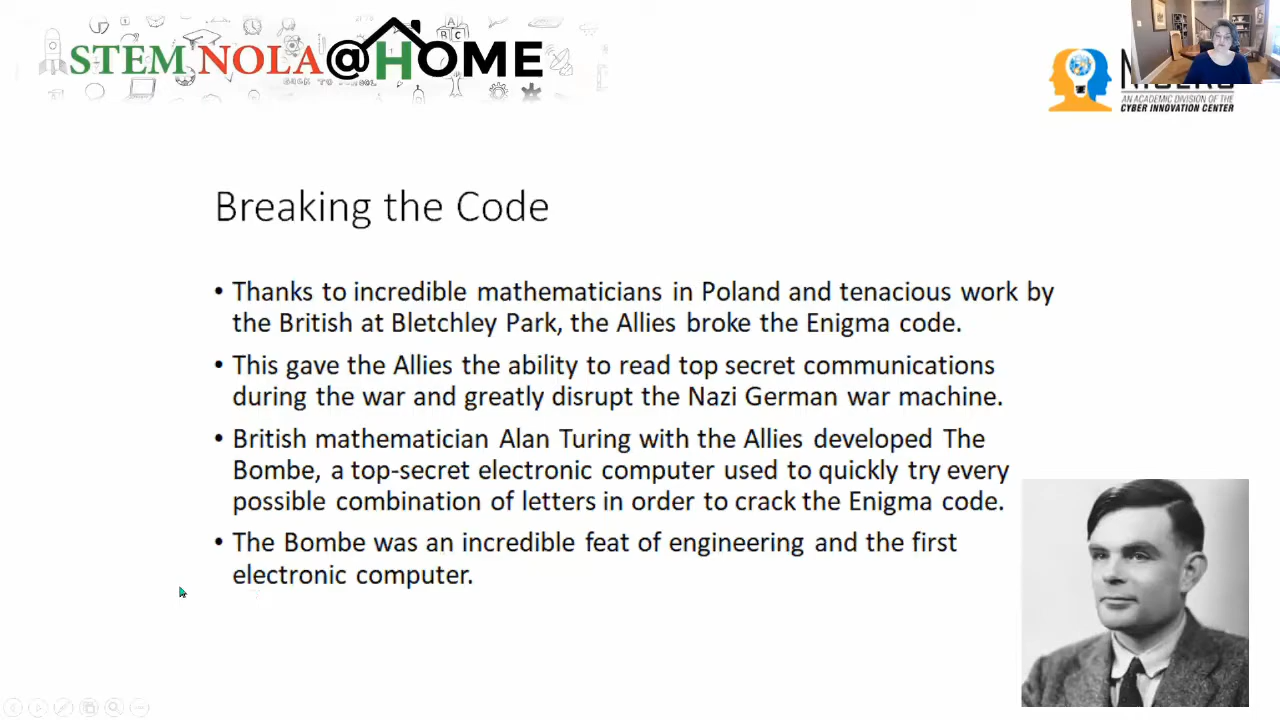 STEM NOLA @HOME
AN ACADEMIC DIVISION OF THE
CYBER INNOVATION CENTER
Breaking the Code
• Thanks to incredible mathematicians in Poland and tenacious work by
the British at Bletchley Park, the Allies broke the Enigma code.
• This gave the Allies the ability to read top secret communications
during the war and greatly disrupt the Nazi German war machine.
• British mathematician Alan Turing with the Allies developed The
Bombe, a top-secret electronic computer used to quickly try every
possible combination of letters in order to crack the Enigma code.
• The Bombe was an incredible feat of engineering and the first
electronic computer.